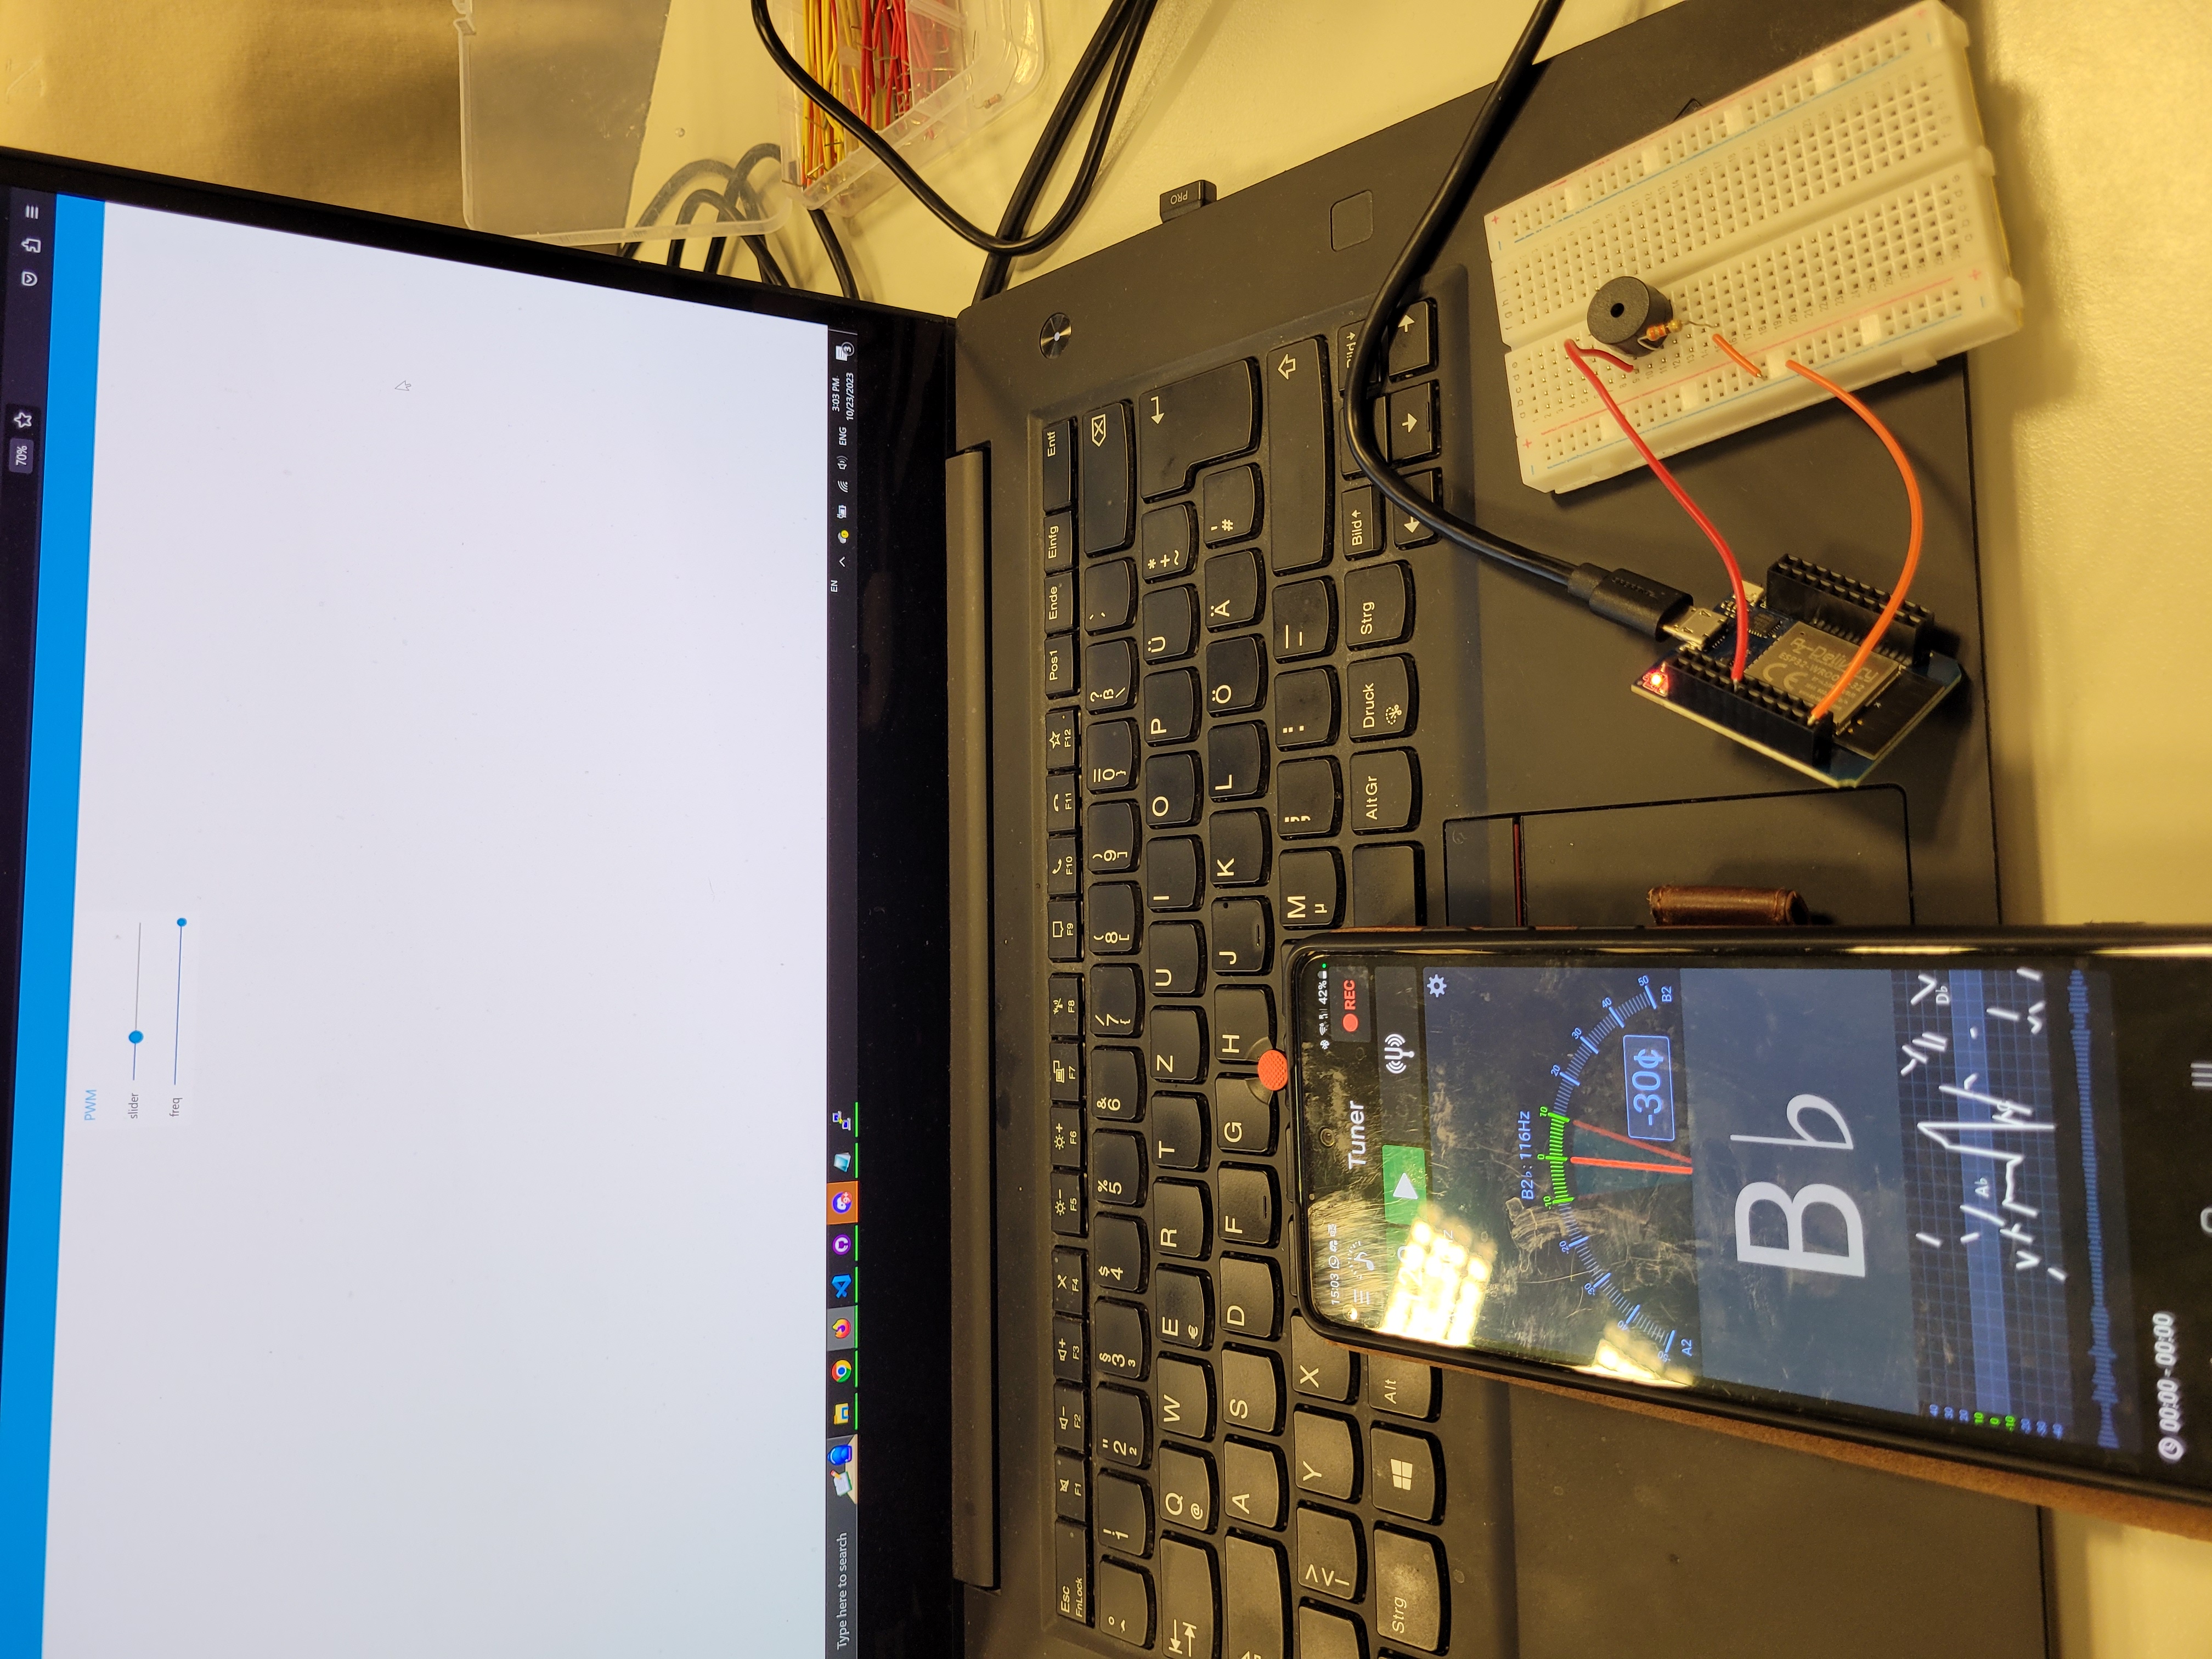 70%
PWM
slider
freq
Type here to search
EN
ENG
3:03 PM
10/23/2023
3
Esc
FnLock
F1
F2
F3
F4
F5
F6
F7
F8
F9
F10
F11
F12
Pos1
Ende
Einfg
Entf
° ^
! 1
" 2 2
§ 3 3
$ 4
% 5
& 6
/ 7 {
( 8 [
) 9 ]
= 0 }
? ß \
Q @
W
E €
R
T
Z
U
I
O
P
Ü
* + ~
A
S
D
F
G
H
J
K
L
Ö
Ä
' #
> < |
Y
X
M µ
; ,
: .
_ -
Strg
Alt
AltGr
Druck
Strg
Bild
Bild
PRO
15:03
42%
Tuner
REC
B2♭: 116Hz
-20
-10
0
10
20
30
40
50
-30¢
A2
B2
B♭
40
30
20
10
0
-10
-20
-30
-40
A♭
D♭
00:00 - 00:00